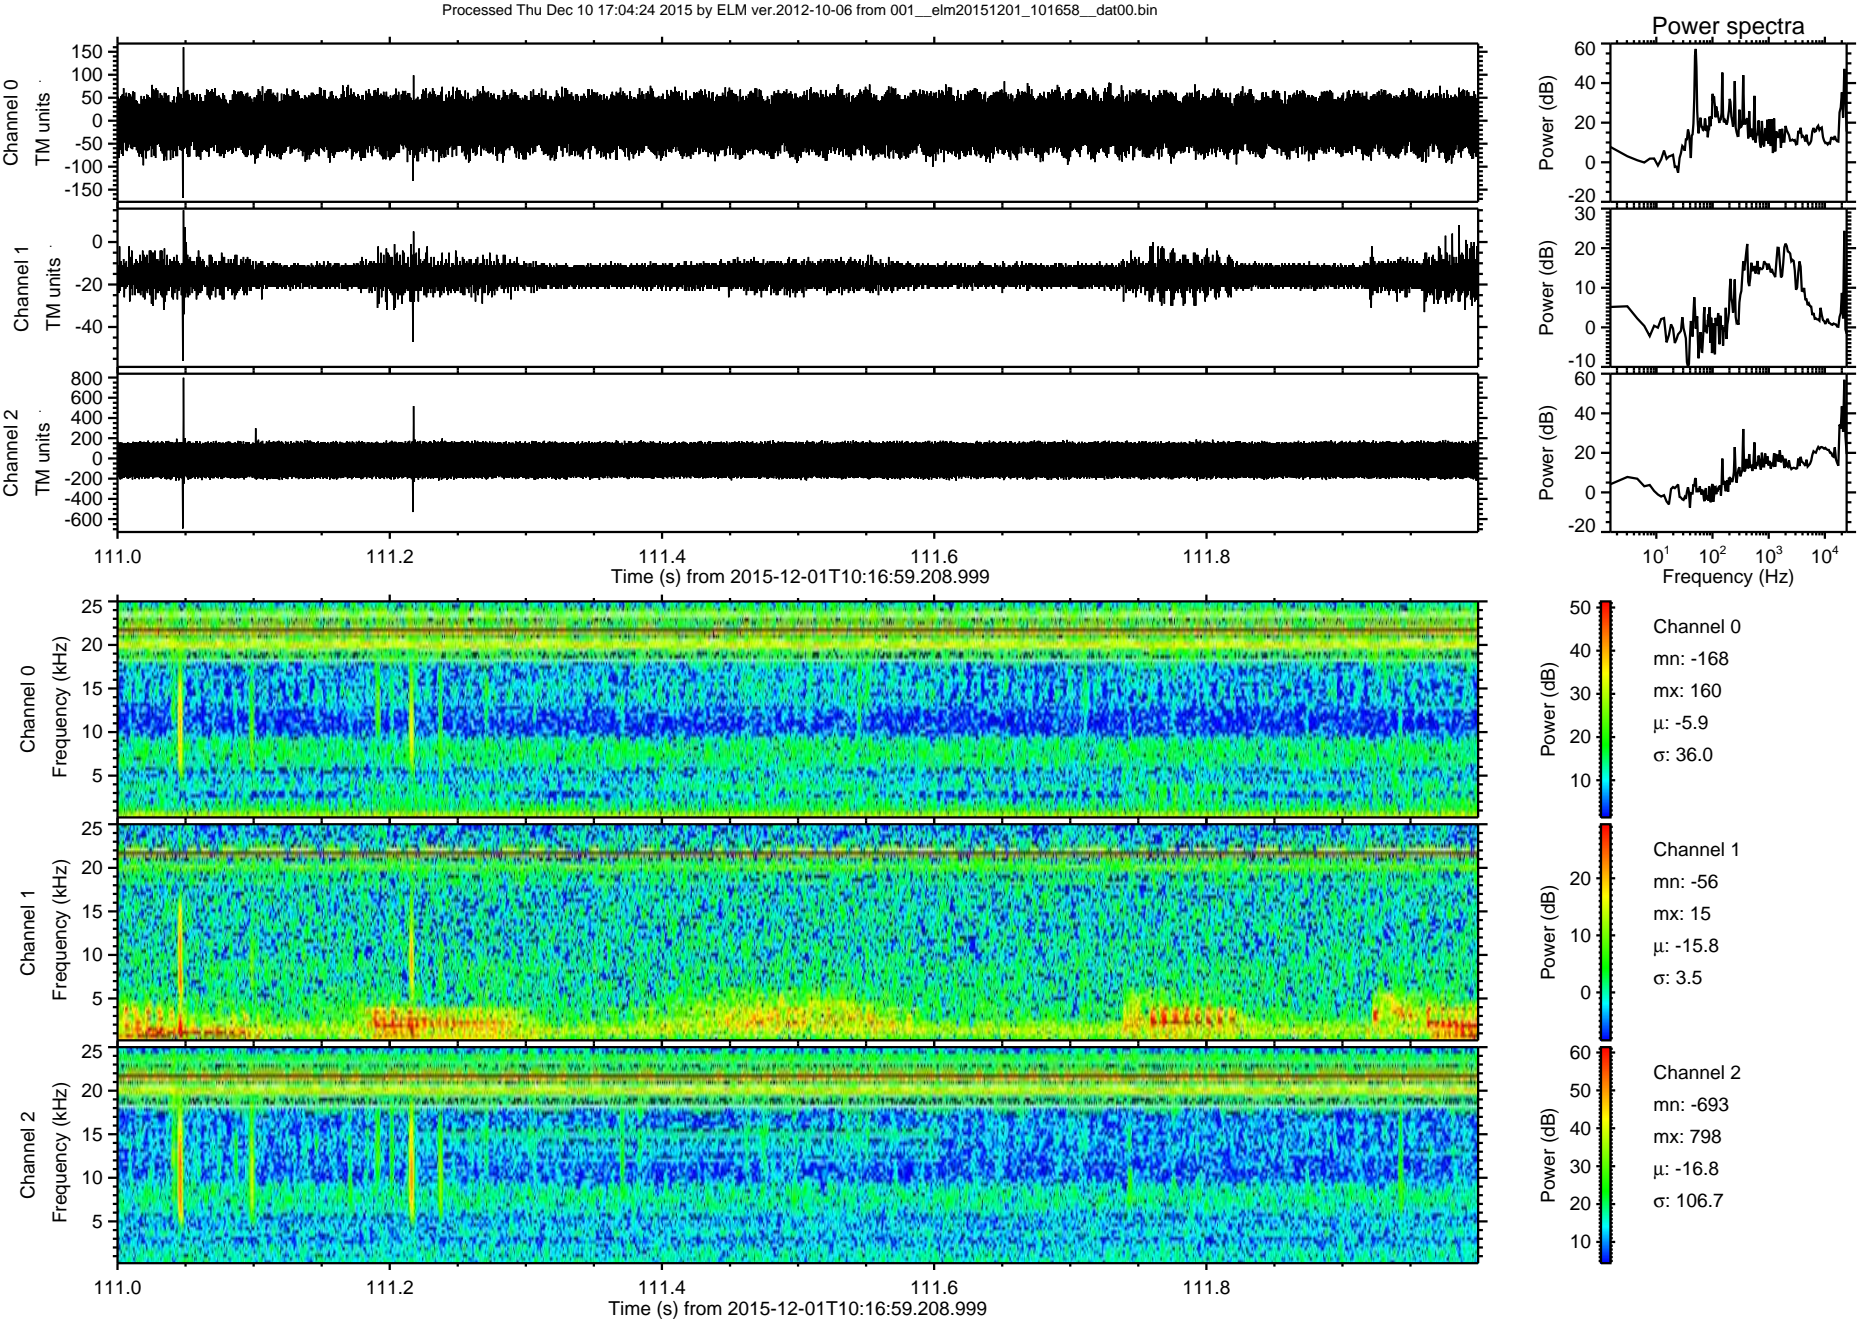 Processed Thu Dec 10 17:04:24 2015 by ELM ver.2012-10-06 from 001__elm20151201_101658__dat00.bin
Power spectra
Channel 0
TM units
150
100
50
0
-50
-100
-150
Power (dB)
60
40
20
0
-20
Channel 1
TM units
0
-20
-40
Power (dB)
30
20
10
0
-10
Channel 2
TM units
800
600
400
200
0
-200
-400
-600
Power (dB)
60
40
20
0
-20
111.0 111.2 111.4 111.6 111.8
Time (s) from 2015-12-01T10:16:59.208.999
10^1 10^2 10^3 10^4
Frequency (Hz)
Channel 0
Frequency (kHz)
25
20
15
10
5
Power (dB)
50
40
30
20
10
Channel 0
mn: -168
mx: 160
µ: -5.9
σ: 36.0
Channel 1
Frequency (kHz)
25
20
15
10
5
Power (dB)
20
10
0
Channel 1
mn: -56
mx: 15
µ: -15.8
σ: 3.5
Channel 2
Frequency (kHz)
25
20
15
10
5
Power (dB)
60
50
40
30
20
10
Channel 2
mn: -693
mx: 798
µ: -16.8
σ: 106.7
111.0 111.2 111.4 111.6 111.8
Time (s) from 2015-12-01T10:16:59.208.999